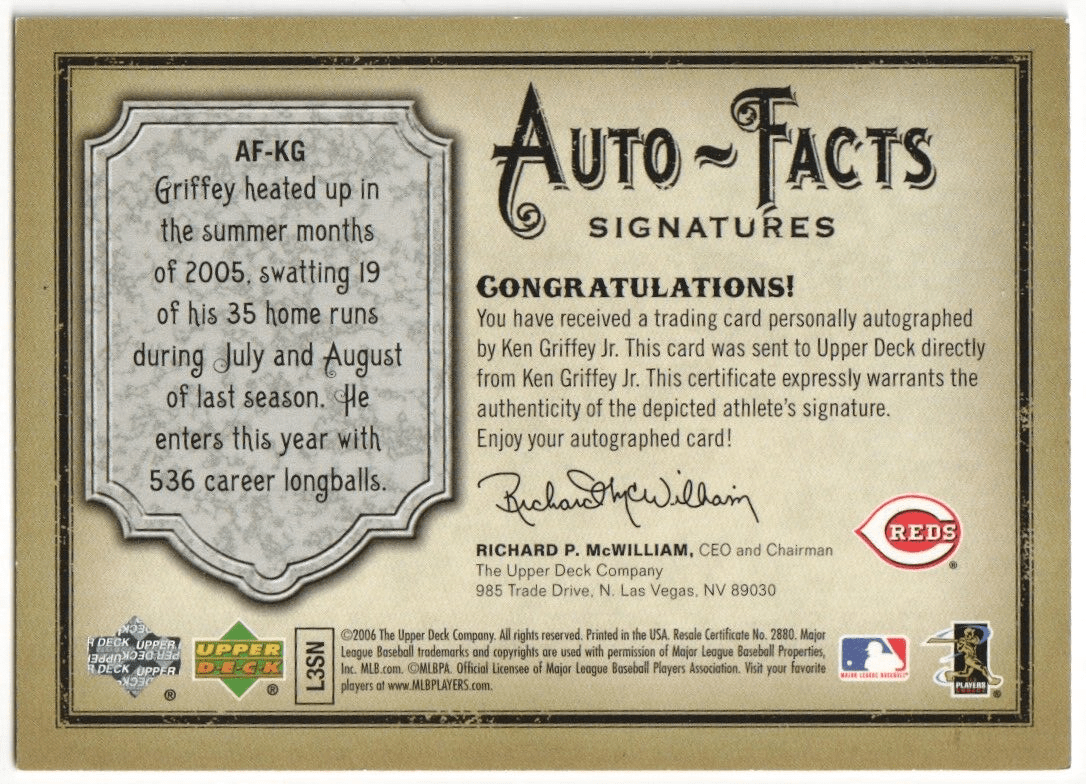 AF-KG
Griffey heated up in
the summer months
of 2005, swatting 19
of his 35 home runs
during July and August
of last season. He
enters this year with
536 career longballs.
AUTO-FACTS
SIGNATURES
CONGRATULATIONS!
You have received a trading card personally autographed
by Ken Griffey Jr. This card was sent to Upper Deck directly
from Ken Griffey Jr. This certificate expressly warrants the
authenticity of the depicted athlete's signature.
Enjoy your autographed card!
Richard McWilliam
RICHARD P. McWILLIAM, CEO and Chairman
The Upper Deck Company
985 Trade Drive, N. Las Vegas, NV 89030
REDS®
UPPER
DECK®
L3SN
©2006 The Upper Deck Company. All rights reserved. Printed in the USA. Resale Certificate No. 2880. Major
League Baseball trademarks and copyrights are used with permission of Major League Baseball Properties,
Inc. MLB.com. ©MLBPA. Official Licensee of Major League Baseball Players Association. Visit your favorite
players at www.MLBPLAYERS.com.
MAJOR LEAGUE BASEBALL®
PLAYERS
CHOICE®